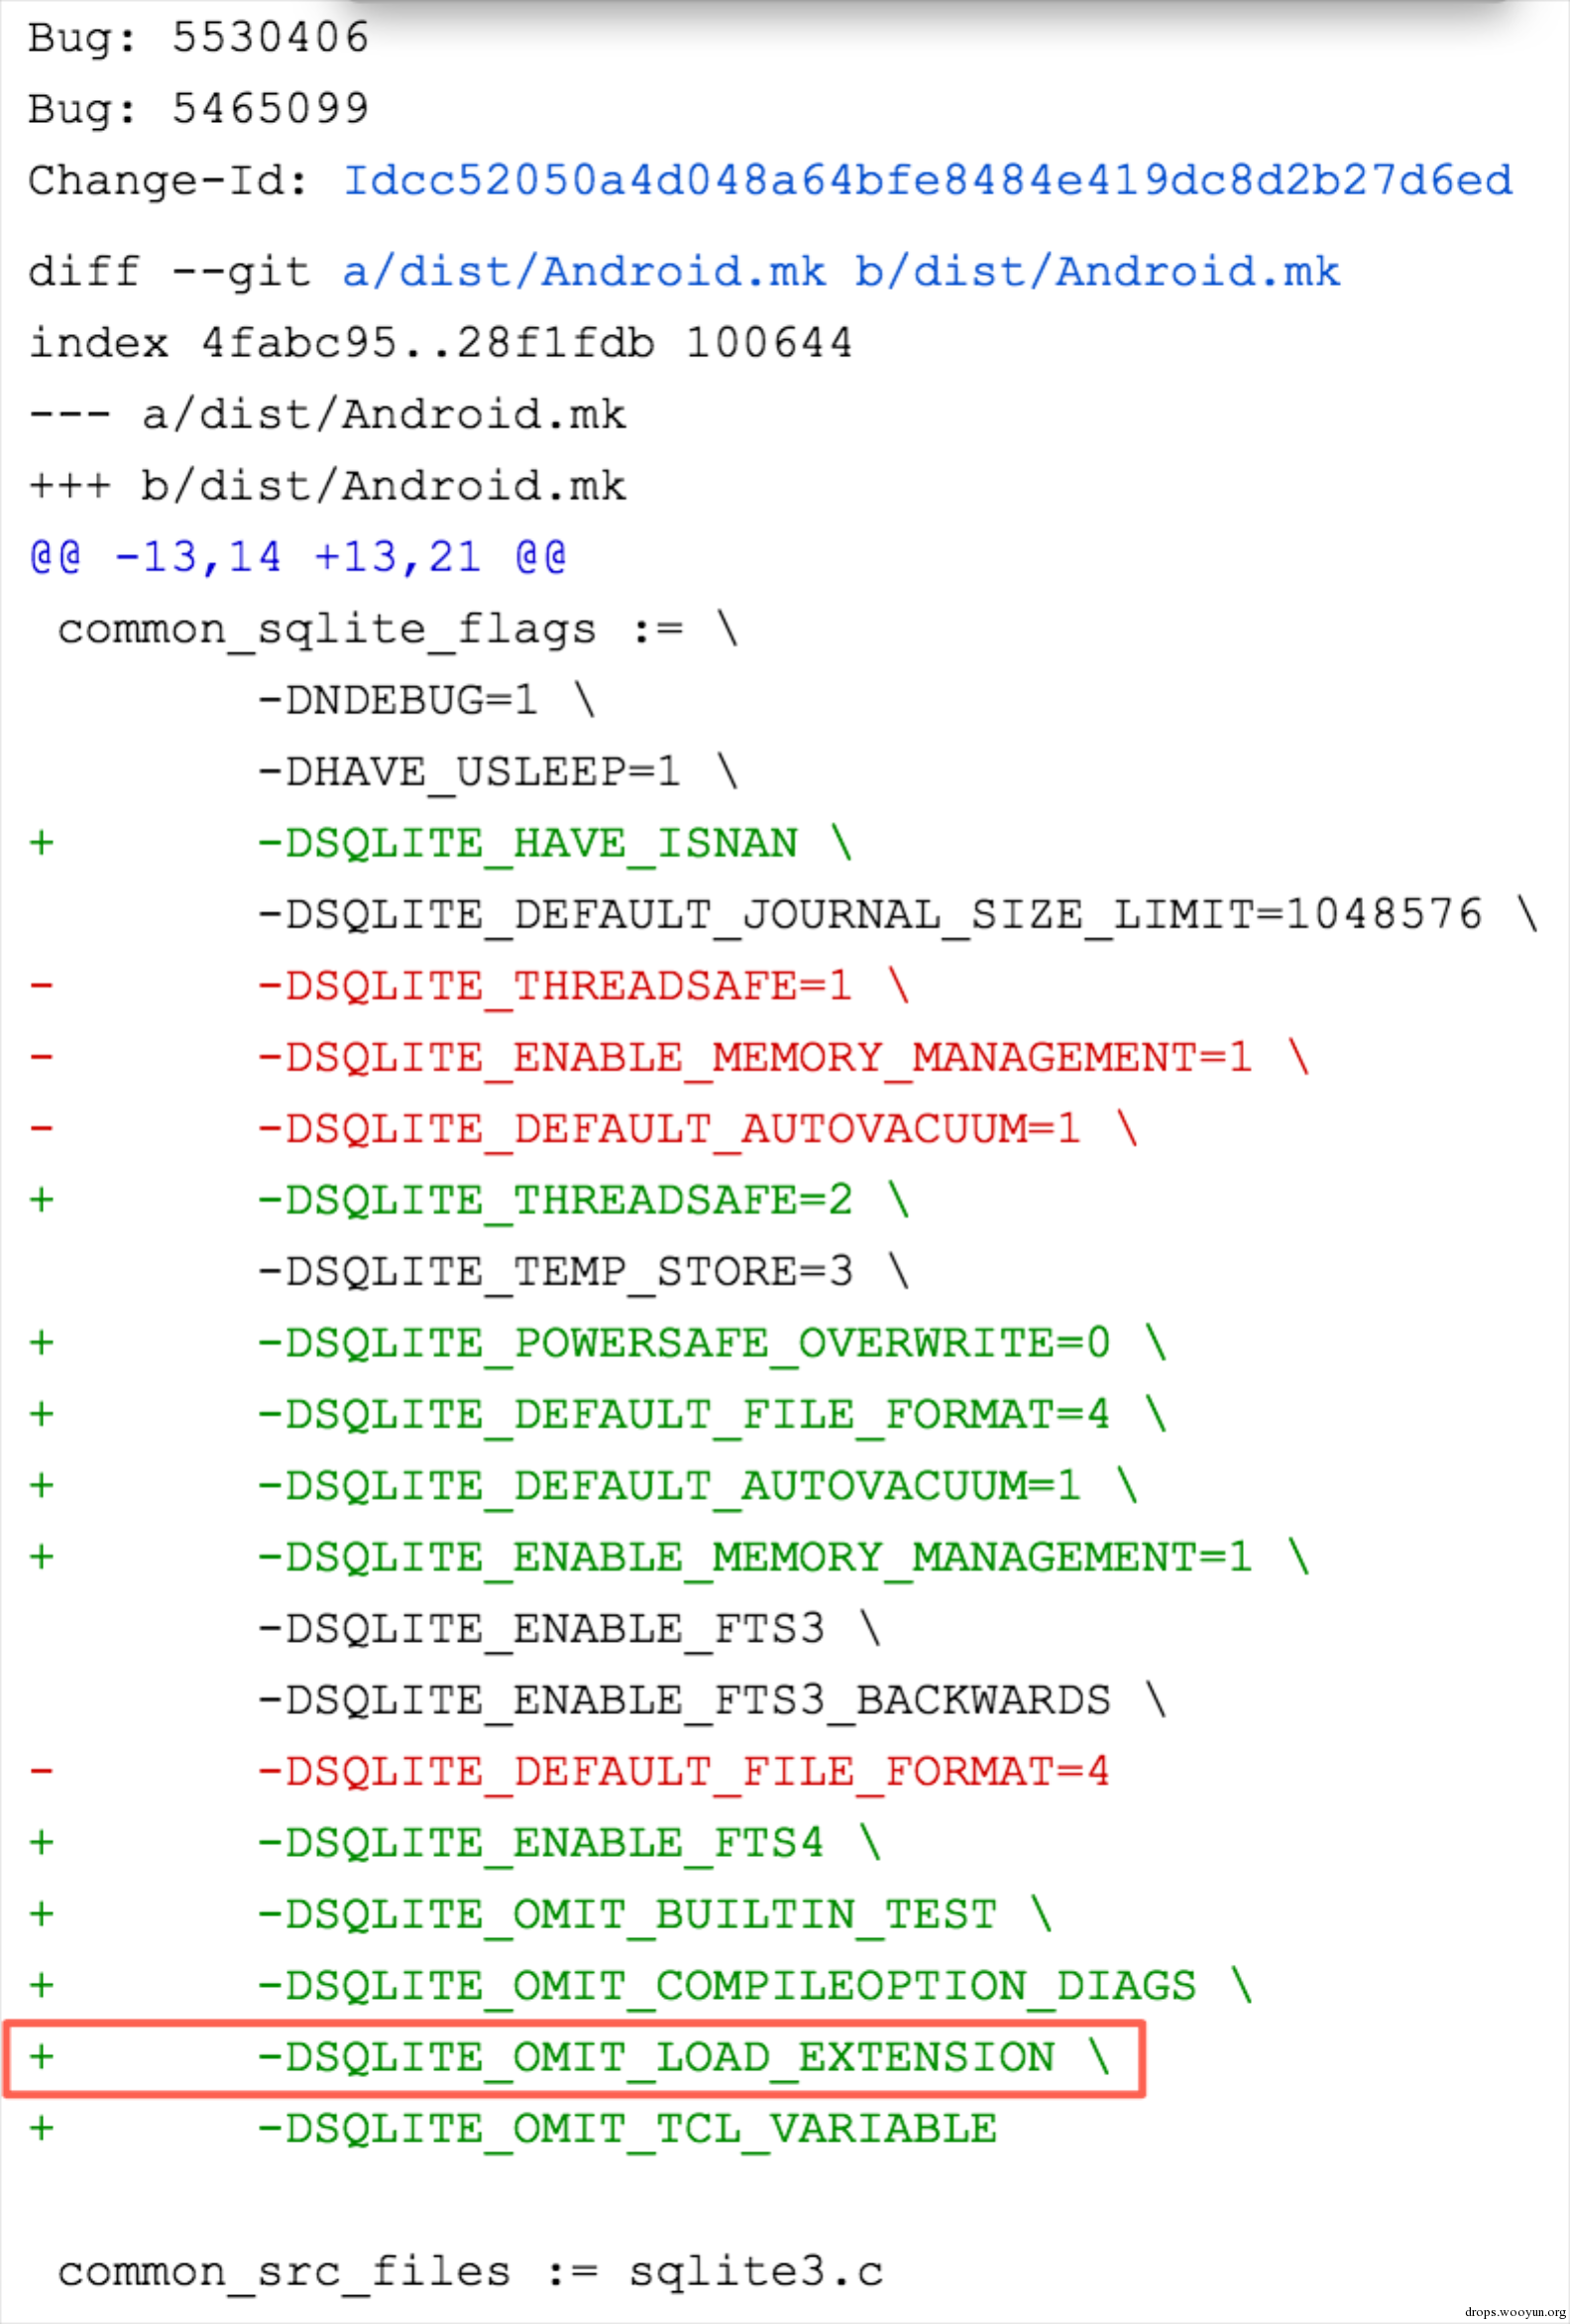 Bug: 5530406
Bug: 5465099
Change-Id: Idcc52050a4d048a64bfe8484e419dc8d2b27d6ed
diff --git a/dist/Android.mk b/dist/Android.mk
index 4fabc95..28f1fdb 100644
--- a/dist/Android.mk
+++ b/dist/Android.mk
@@ -13,14 +13,21 @@
 common_sqlite_flags := \
        -DNDEBUG=1 \
        -DHAVE_USLEEP=1 \
+       -DSQLITE_HAVE_ISNAN \
        -DSQLITE_DEFAULT_JOURNAL_SIZE_LIMIT=1048576 \
-       -DSQLITE_THREADSAFE=1 \
-       -DSQLITE_ENABLE_MEMORY_MANAGEMENT=1 \
-       -DSQLITE_DEFAULT_AUTOVACUUM=1 \
+       -DSQLITE_THREADSAFE=2 \
        -DSQLITE_TEMP_STORE=3 \
+       -DSQLITE_POWERSAFE_OVERWRITE=0 \
+       -DSQLITE_DEFAULT_FILE_FORMAT=4 \
+       -DSQLITE_DEFAULT_AUTOVACUUM=1 \
+       -DSQLITE_ENABLE_MEMORY_MANAGEMENT=1 \
        -DSQLITE_ENABLE_FTS3 \
        -DSQLITE_ENABLE_FTS3_BACKWARDS \
-       -DSQLITE_DEFAULT_FILE_FORMAT=4
+       -DSQLITE_ENABLE_FTS4 \
+       -DSQLITE_OMIT_BUILTIN_TEST \
+       -DSQLITE_OMIT_COMPILEOPTION_DIAGS \
+       -DSQLITE_OMIT_LOAD_EXTENSION \
+       -DSQLITE_OMIT_TCL_VARIABLE
 common_src_files := sqlite3.c
drops.wooyun.org